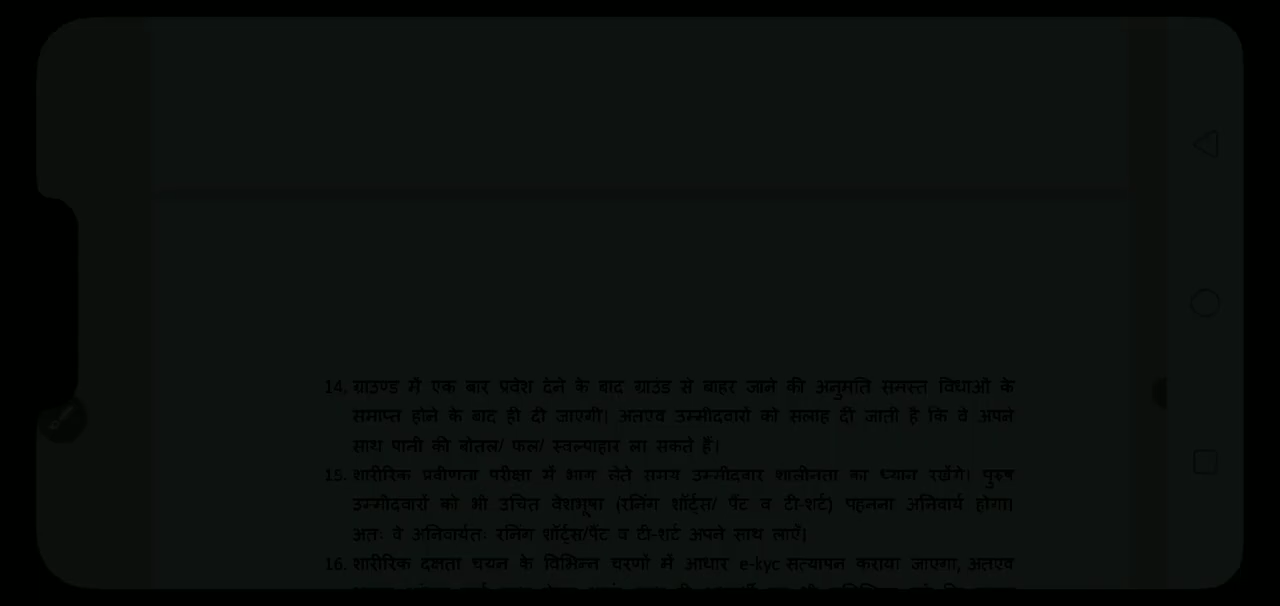 14. ग्राउण्ड में एक बार प्रवेश देने के बाद ग्राउंड से बाहर जाने की अनुमति समस्त विधाओं के
समाप्त होने के बाद ही दी जाएगी। अतएव उम्मीदवारों को सलाह दी जाती है कि वे अपने
साथ पानी की बोतल/ फल/ स्वल्पाहार ला सकते हैं।
15. शारीरिक प्रवीणता परीक्षा में भाग लेते समय उम्मीदवार शालीनता का ध्यान रखेंगे। पुरुष
उम्मीदवारों को भी उचित वेशभूषा (रनिंग शॉर्ट्स/ पैंट व टी-शर्ट) पहनना अनिवार्य होगा।
अतः वे अनिवार्यतः रनिंग शॉर्ट्स/पैंट व टी-शर्ट अपने साथ लाऐं।
16. शारीरिक दक्षता चयन के विभिन्न चरणों में आधार e-kyc सत्यापन कराया जाएगा, अतएव